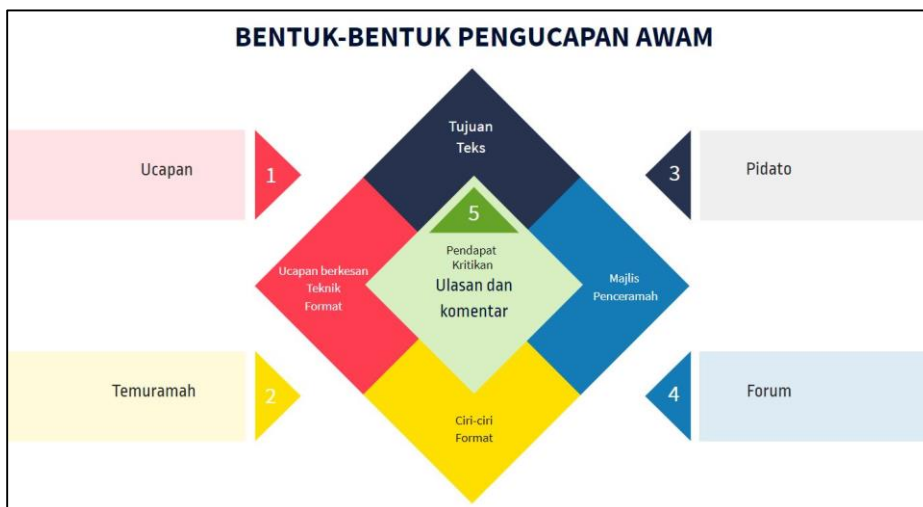 BENTUK-BENTUK PENGUCAPAN AWAM
Ucapan
1
Temuramah
2
3
Pidato
4
Forum
Tujuan
Teks
Ucapan berkesan
Teknik
Format
Majlis
Penceramah
Ciri-ciri
Format
5
Pendapat
Kritikan
Ulasan dan
komentar